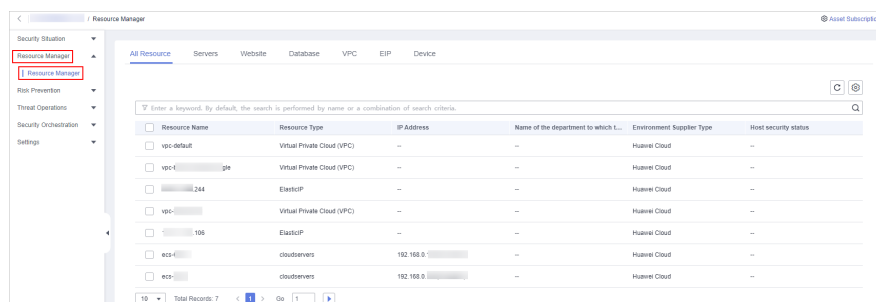 / Resource Manager
Asset Subscriptio
Security Situation
Resource Manager
Resource Manager
Risk Prevention
Threat Operations
Security Orchestration
Settings
All Resource Servers Website Database VPC EIP Device
Enter a keyword. By default, the search is performed by name or a combination of search criteria.
Resource Name Resource Type IP Address Name of the department to which t... Environment Supplier Type Host security status
vpc-default Virtual Private Cloud (VPC) -- -- Huawei Cloud --
vpc- gle Virtual Private Cloud (VPC) -- -- Huawei Cloud --
.244 ElasticIP -- -- Huawei Cloud --
vpc- Virtual Private Cloud (VPC) -- -- Huawei Cloud --
.106 ElasticIP -- -- Huawei Cloud --
ecs- cloudservers 192.168.0. -- Huawei Cloud --
ecs- cloudservers 192.168.0. -- Huawei Cloud --
10 Total Records: 7 < 1 > Go 1